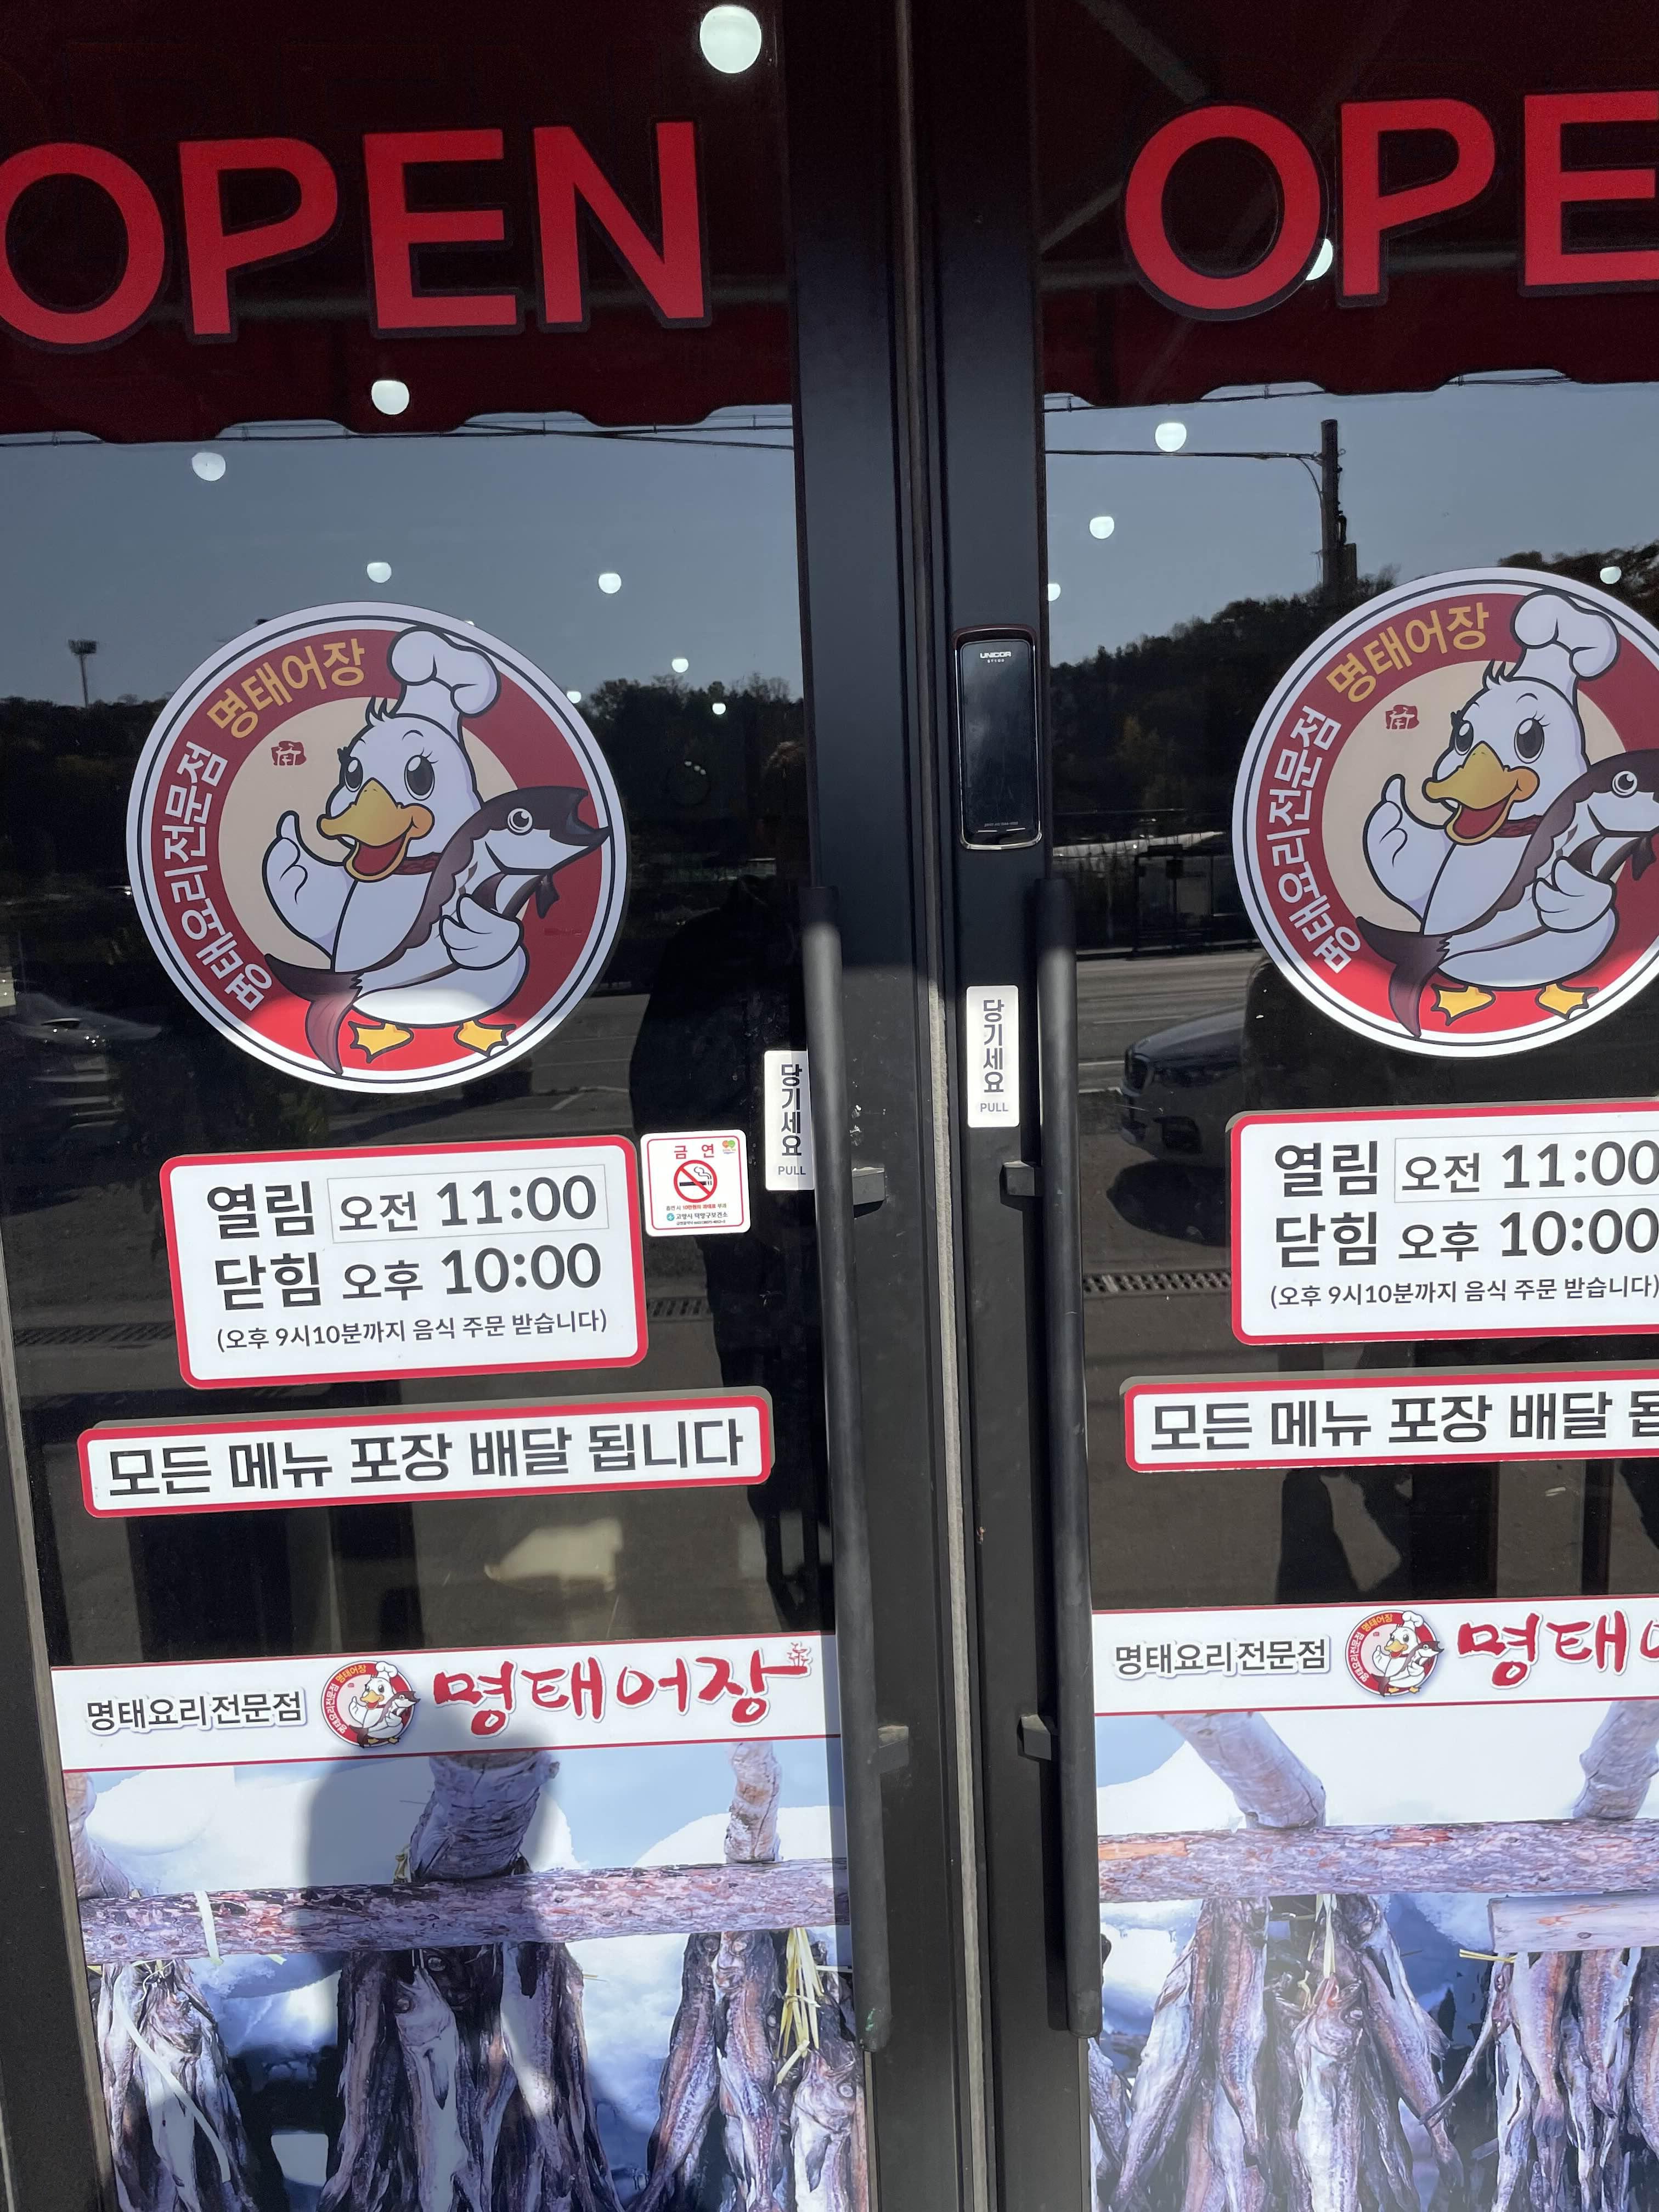 OPEN
명태요리전문점 명태어장
당기세요
PULL
금연
열림 오전 11:00
닫힘 오후 10:00
(오후 9시10분까지 음식 주문 받습니다)
모든 메뉴 포장 배달 됩니다
명태요리전문점 명태어장
OPE
명태요리전문점 명태어장
UNICOR
당기세요
PULL
열림 오전 11:00
닫힘 오후 10:00
(오후 9시10분까지 음식 주문 받습니다)
모든 메뉴 포장 배달
명태요리전문점 명태